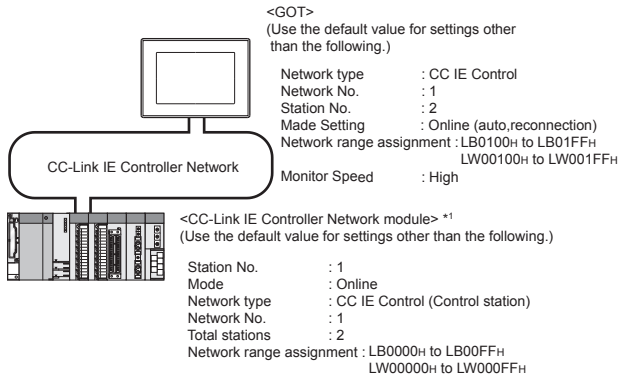 <GOT>
(Use the default value for settings other
than the following.)
Network type : CC IE Control
Network No. : 1
Station No. : 2
Made Setting : Online (auto,reconnection)
Network range assignment : LB0100H to LB01FFH
LW00100H to LW001FFH
Monitor Speed : High
CC-Link IE Controller Network
<CC-Link IE Controller Network module> *1
(Use the default value for settings other than the following.)
Station No. : 1
Mode : Online
Network type : CC IE Control (Control station)
Network No. : 1
Total stations : 2
Network range assignment : LB0000H to LB00FFH
LW00000H to LW000FFH